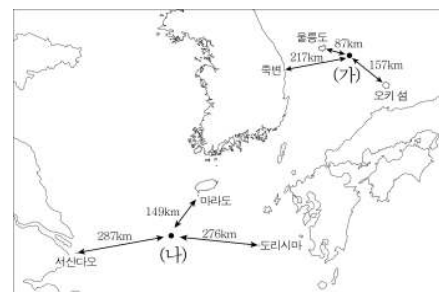 울릉도
87km
217km
죽변
(가)
157km
오키 섬
마라도
149km
287km
276km
서산다오
(나)
도리시마